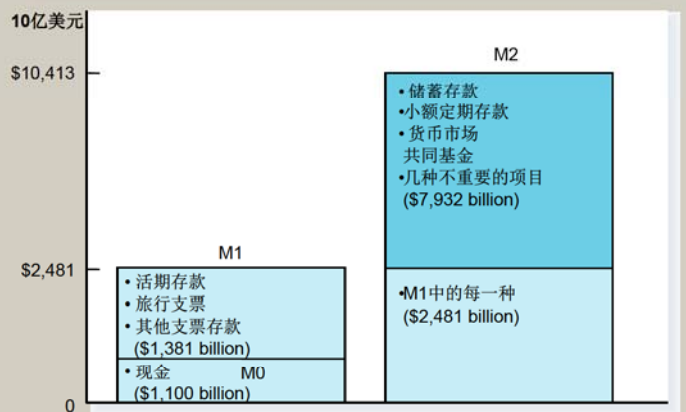 10亿美元
$10,413
$2,481
0
M1
• 活期存款
• 旅行支票
• 其他支票存款
($1,381 billion)
• 现金 M0
($1,100 billion)
M2
• 储蓄存款
•小额定期存款
• 货币市场
共同基金
•几种不重要的项目
($7,932 billion)
•M1中的每一种
($2,481 billion)